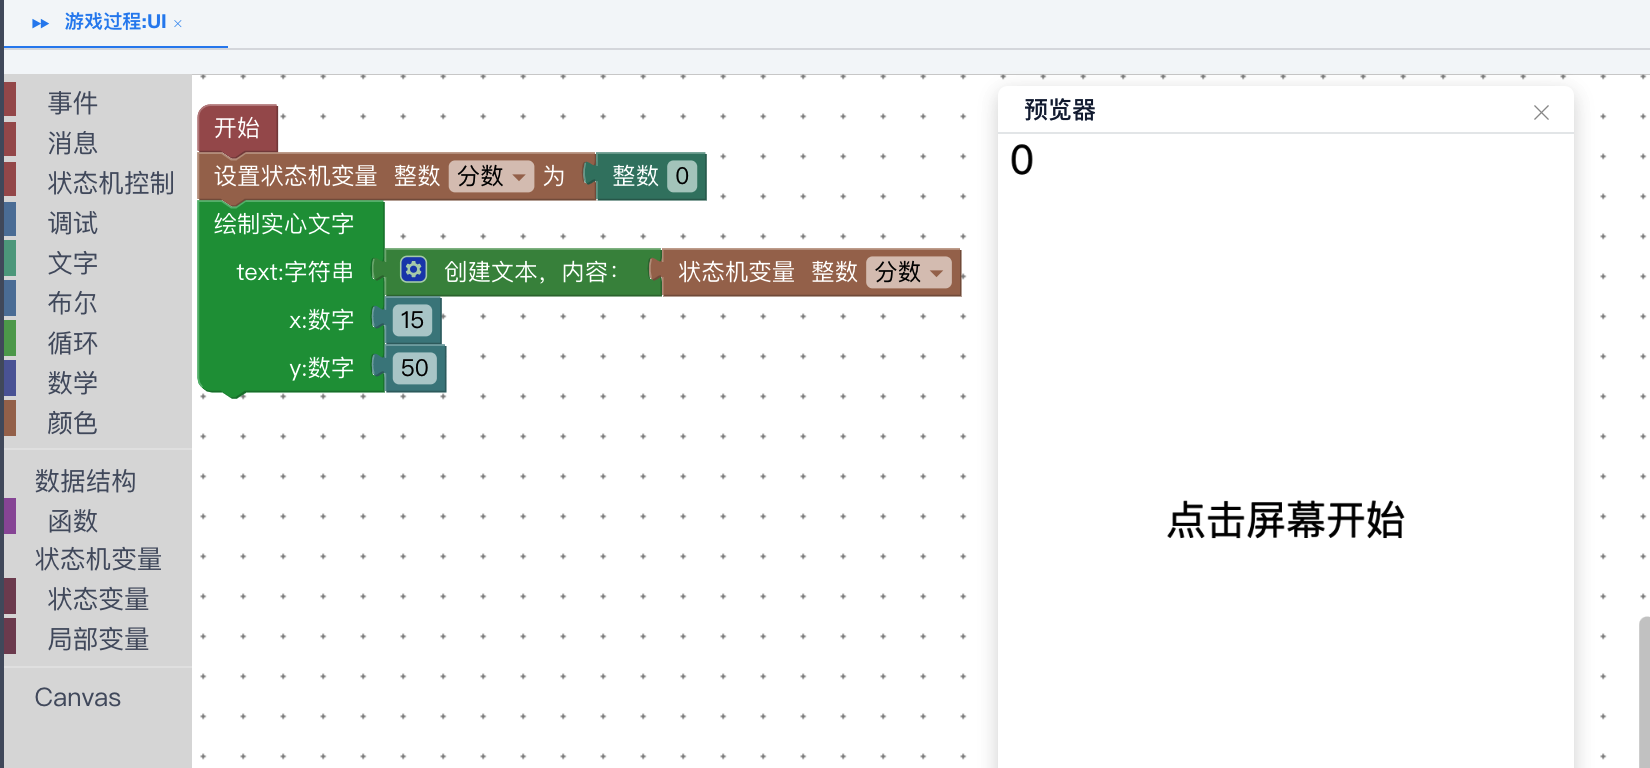 游戏过程:UI ×
事件
消息
状态机控制
调试
文字
布尔
循环
数学
颜色
数据结构
函数
状态机变量
状态变量
局部变量
Canvas
开始
设置状态机变量 整数 分数 为 整数 0
绘制实心文字
text:字符串 创建文本，内容： 状态机变量 整数 分数
x:数字 15
y:数字 50
预览器
0
点击屏幕开始